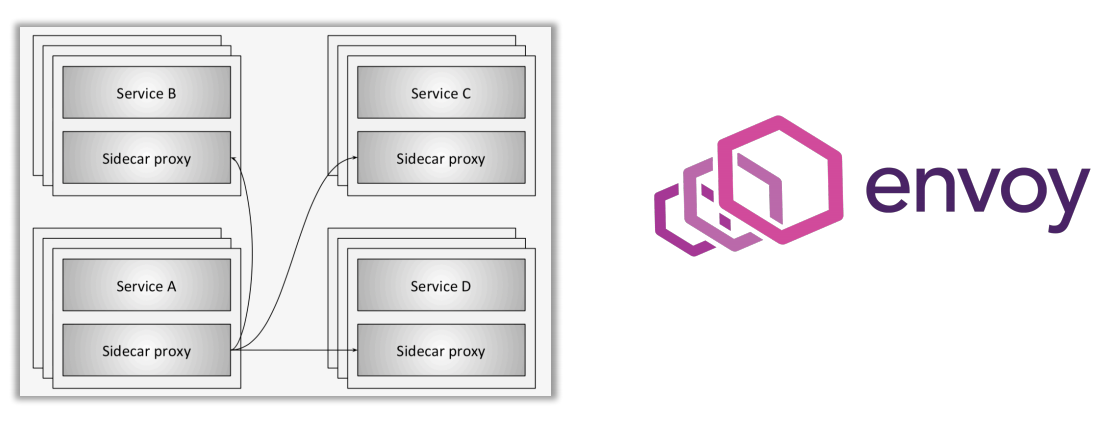 Service B
Sidecar proxy
Service C
Sidecar proxy
Service A
Sidecar proxy
Service D
Sidecar proxy
envoy